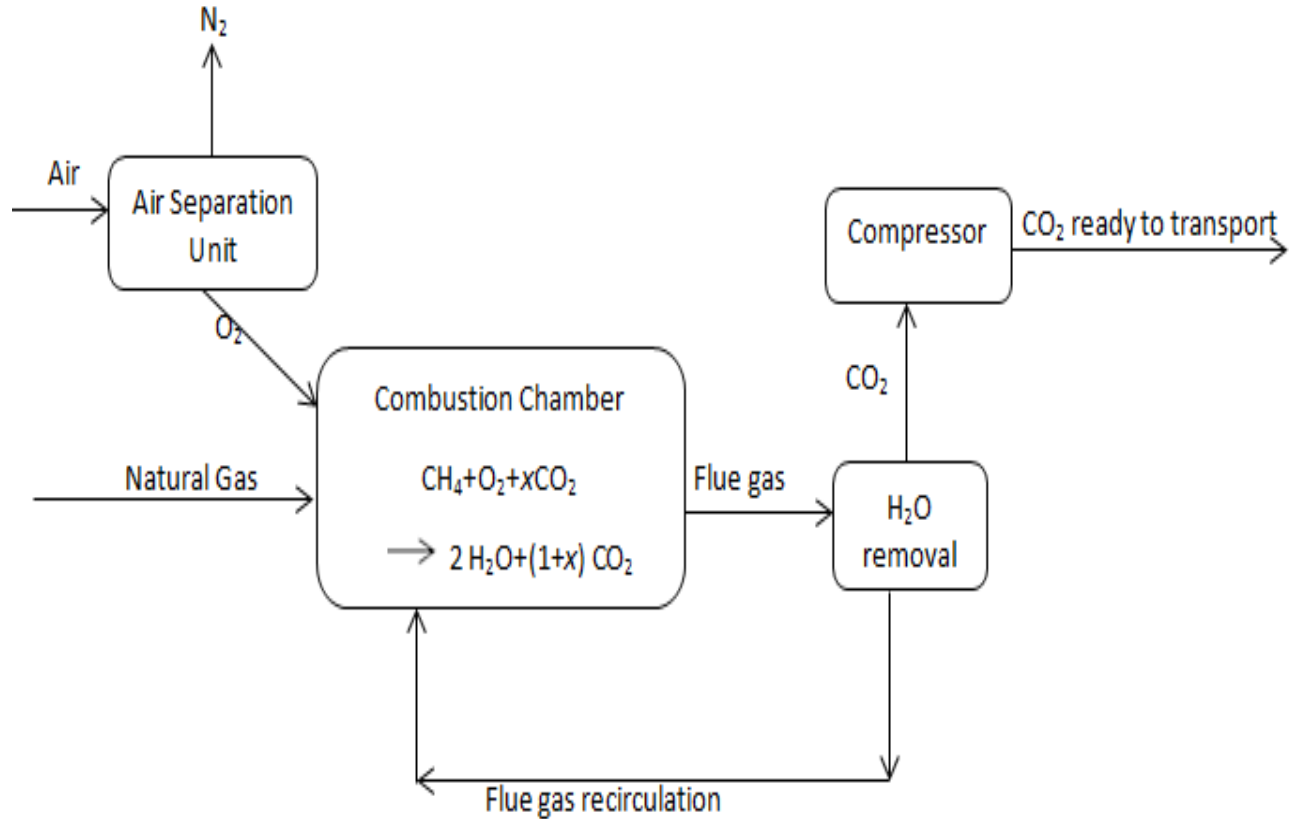 N₂
Air
Air Separation
Unit
O₂
Combustion Chamber
CH₄+O₂+xCO₂
→ 2 H₂O+(1+x) CO₂
Natural Gas
Flue gas
H₂O
removal
CO₂
Compressor
CO₂ ready to transport
Flue gas recirculation